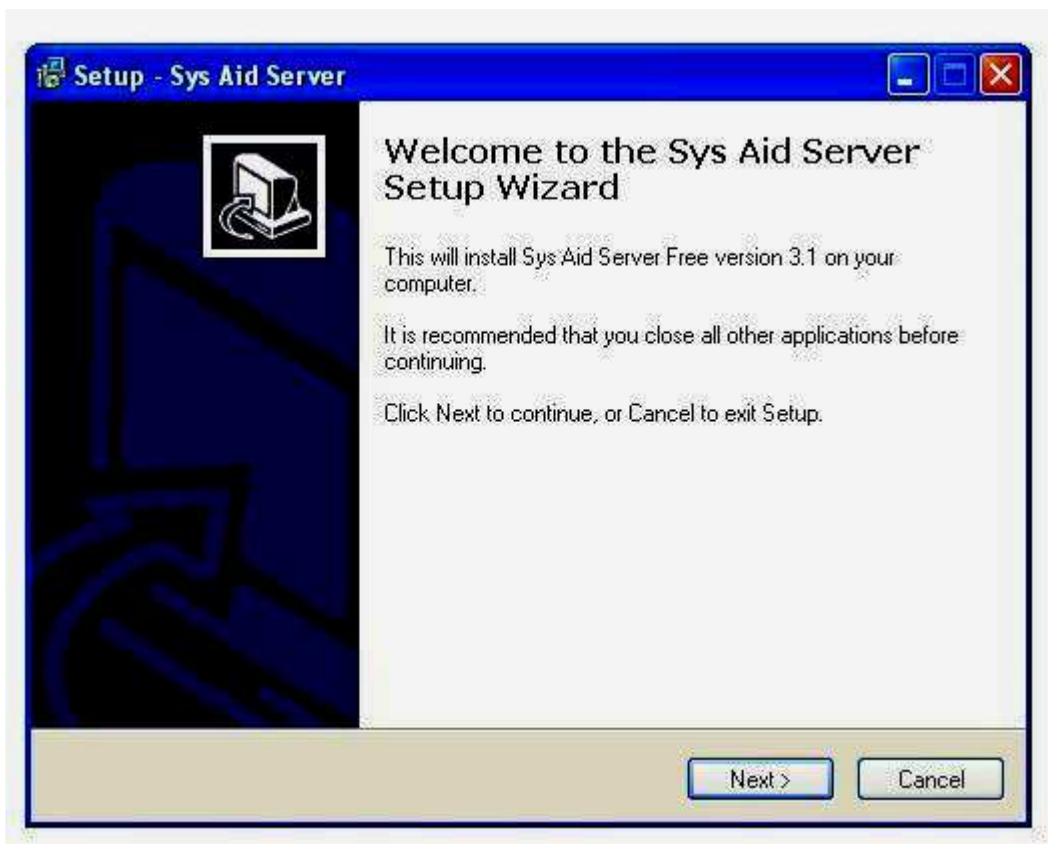 Setup - Sys Aid Server
Welcome to the Sys Aid Server
Setup Wizard
This will install Sys Aid Server Free version 3.1 on your
computer.
It is recommended that you close all other applications before
continuing.
Click Next to continue, or Cancel to exit Setup.
Next >
Cancel